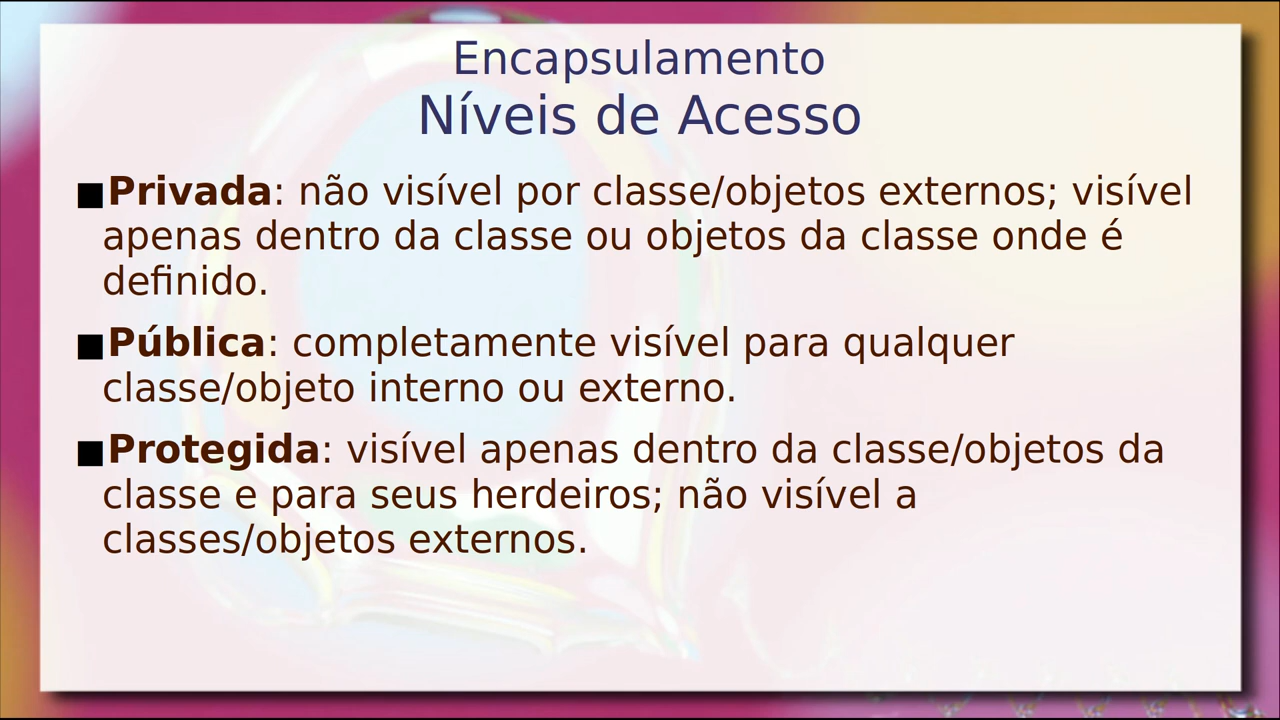 Encapsulamento
Níveis de Acesso
■Privada: não visível por classe/objetos externos; visível
apenas dentro da classe ou objetos da classe onde é
definido.
■Pública: completamente visível para qualquer
classe/objeto interno ou externo.
■Protegida: visível apenas dentro da classe/objetos da
classe e para seus herdeiros; não visível a
classes/objetos externos.